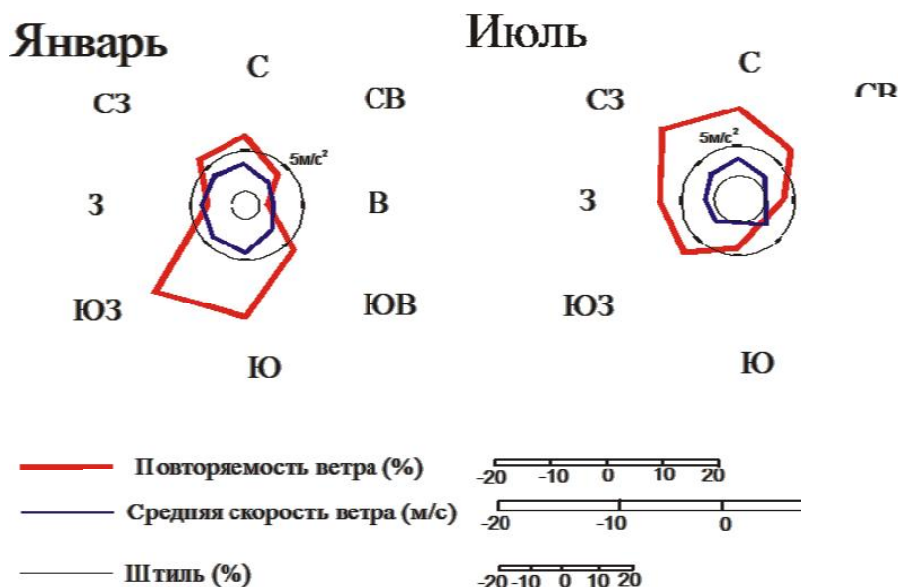 Январь
С
СЗ
СВ
5м/с²
З
В
ЮЗ
ЮВ
Ю
Июль
С
СЗ
СВ
5м/с²
З
ЮЗ
Ю
Повторяемость ветра (%)
-20 -10 0 10 20
Средняя скорость ветра (м/с)
-20 -10 0
Штиль (%)
-20 -10 0 10 20